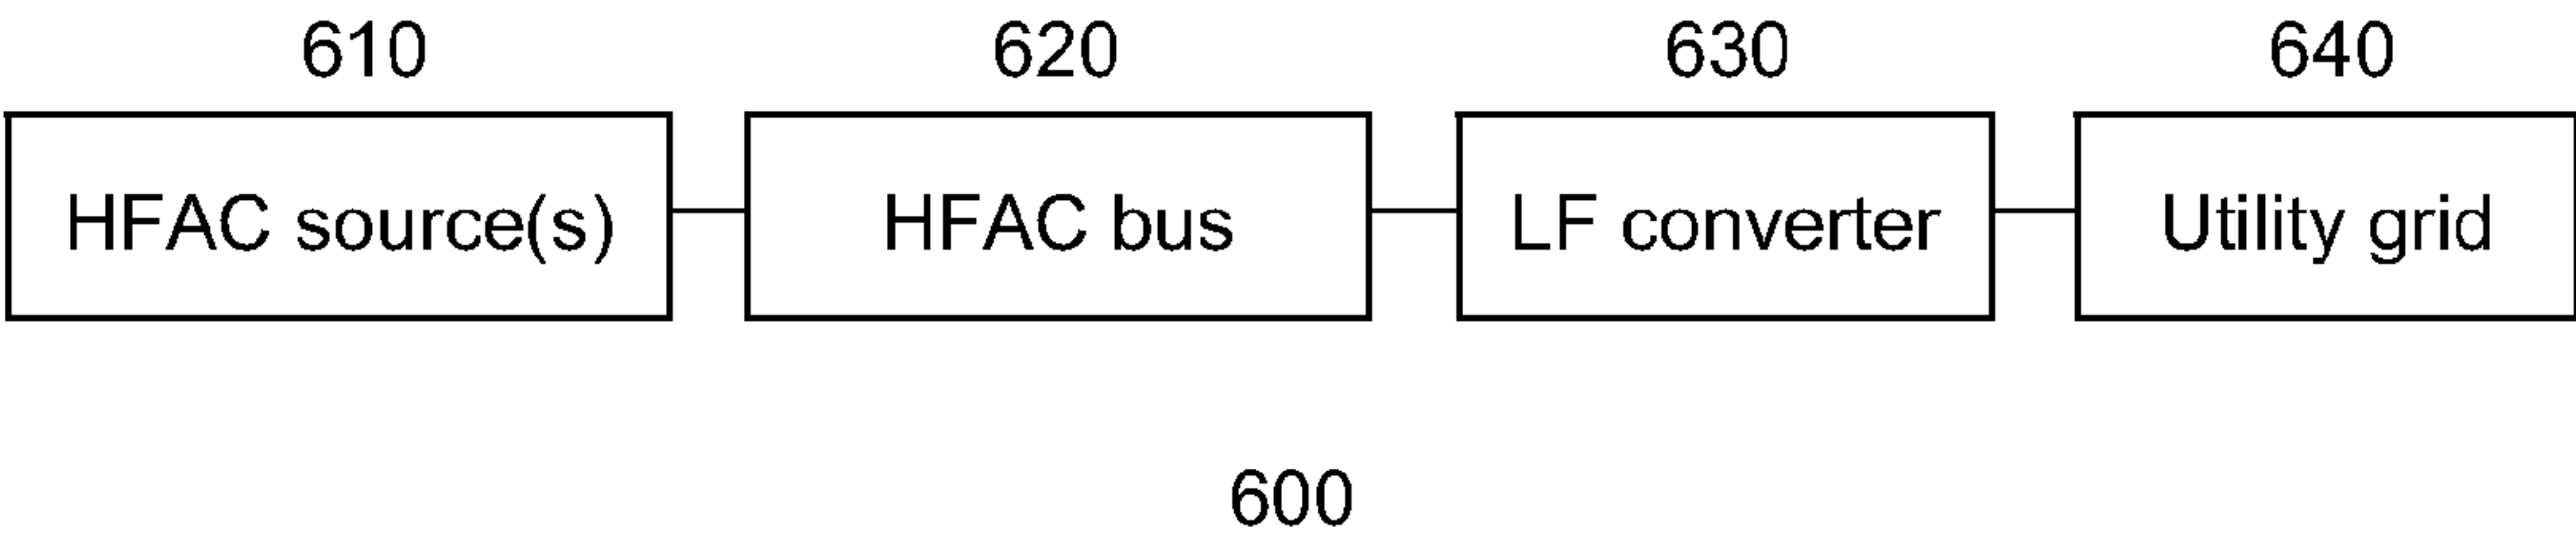 610 620 630 640
HFAC source(s) HFAC bus LF converter Utility grid
600